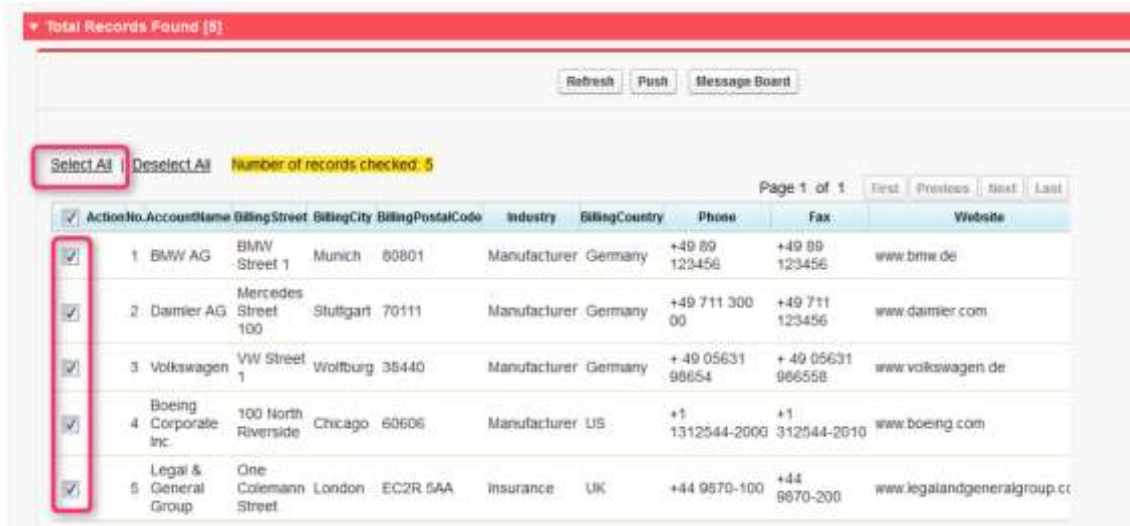 Total Records Found [5]
Refresh Push Message Board
Select All | Deselect All Number of records checked: 5
Page 1 of 1 First Previous Next Last
Action No. AccountName BillingStreet BillingCity BillingPostalCode Industry BillingCountry Phone Fax Website
1 BMW AG BMW Street 1 Munich 80801 Manufacturer Germany +49 89 123456 +49 89 123456 www.bmw.de
2 Daimler AG Mercedes Street 100 Stuttgart 70111 Manufacturer Germany +49 711 300 00 +49 711 123456 www.daimler.com
3 Volkswagen VW Street 1 Wolfburg 38440 Manufacturer Germany + 49 05631 98654 + 49 05631 986558 www.volkswagen.de
4 Boeing Corporate Inc. 100 North Riverside Chicago 60606 Manufacturer US +1 1312544-2000 +1 312544-2010 www.boeing.com
5 Legal & General Group One Colemann Street London EC2R 5AA Insurance UK +44 9870-100 +44 9870-200 www.legalandgeneralgroup.co